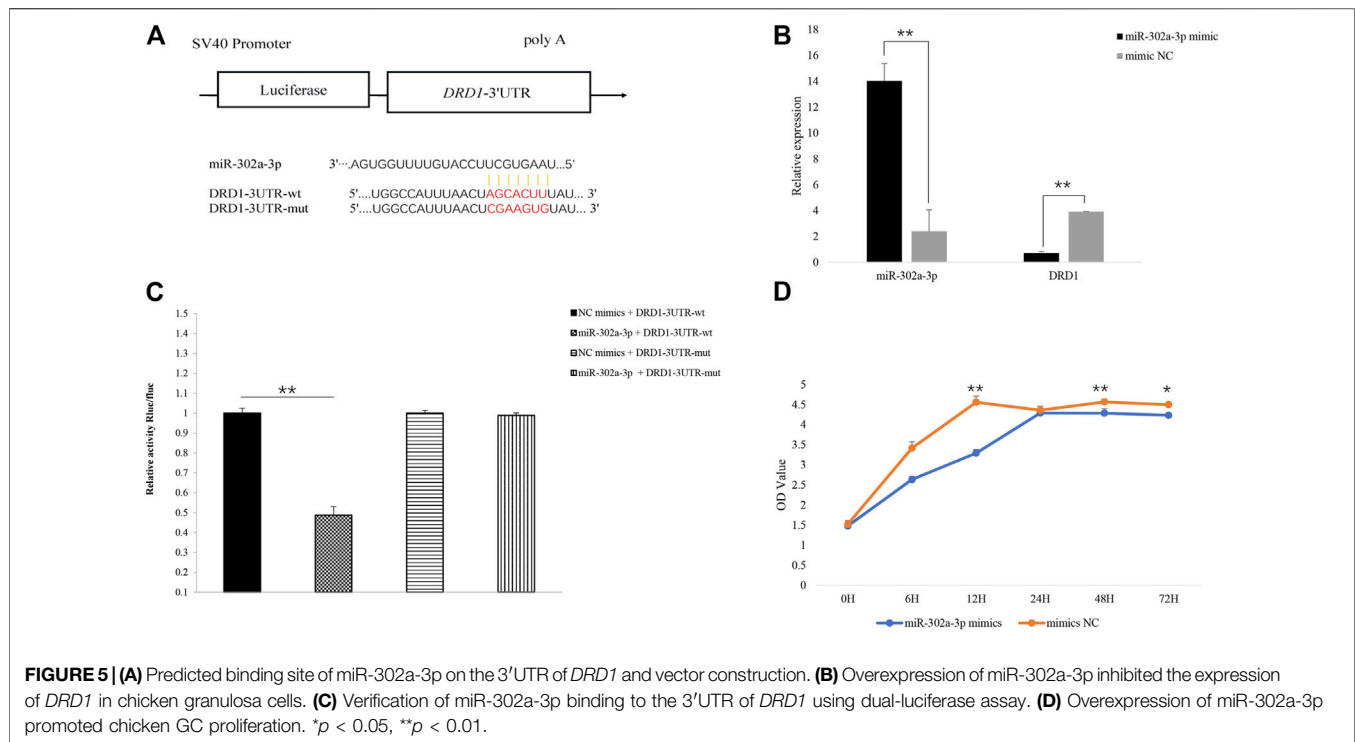 A
SV40 Promoter
poly A
Luciferase
DRD1-3'UTR
miR-302a-3p 3'···.AGUGGUUUUGUACCUUCGUGAAU...5'
DRD1-3UTR-wt 5'....UGGCCAUUUAACUAGCACUUUAU... 3'
DRD1-3UTR-mut 5'....UGGCCAUUUAACUCGAAGUGUAU... 3'
B
Relative expression
18
16
14
12
10
8
6
4
2
0
**
**
miR-302a-3p
DRD1
miR-302a-3p mimic
mimic NC
C
Relative activity Rluc/fluc
1.5
1.4
1.3
1.2
1.1
1
0.9
0.8
0.7
0.6
0.5
0.4
0.3
0.2
0.1
**
NC mimics + DRD1-3UTR-wt
miR-302a-3p + DRD1-3UTR-wt
NC mimics + DRD1-3UTR-mut
miR-302a-3p + DRD1-3UTR-mut
D
OD Value
5
4.5
4
3.5
3
2.5
2
1.5
1
0.5
0
**
**
*
0H
6H
12H
24H
48H
72H
miR-302a-3p mimics
mimics NC
FIGURE 5 | (A) Predicted binding site of miR-302a-3p on the 3′UTR of DRD1 and vector construction. (B) Overexpression of miR-302a-3p inhibited the expression
of DRD1 in chicken granulosa cells. (C) Verification of miR-302a-3p binding to the 3′UTR of DRD1 using dual-luciferase assay. (D) Overexpression of miR-302a-3p
promoted chicken GC proliferation. *p < 0.05, **p < 0.01.